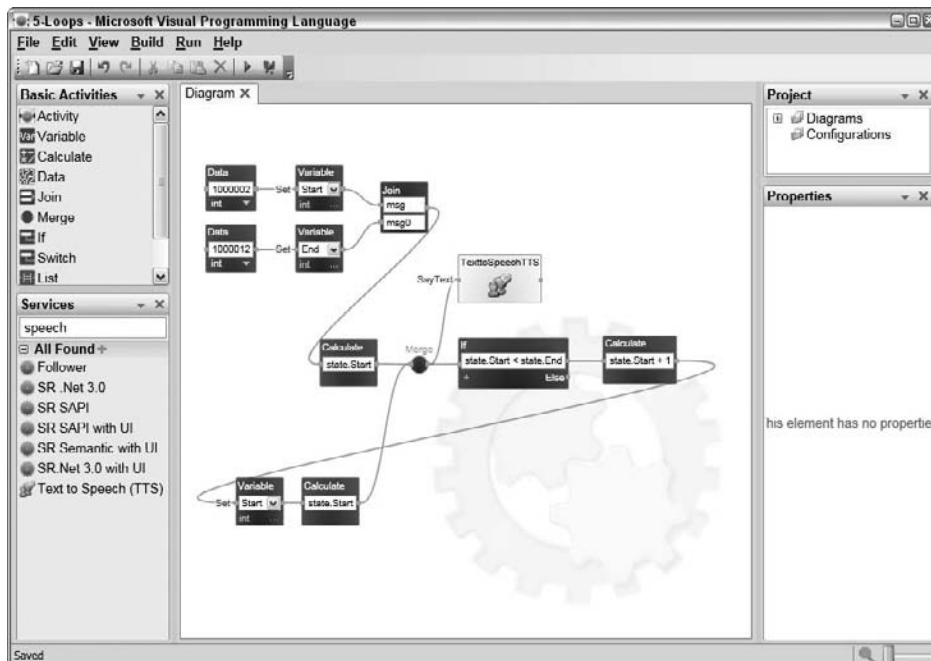 5-Loops - Microsoft Visual Programming Language
File Edit View Build Run Help
Basic Activities
Activity
Variable
Calculate
Data
Join
Merge
If
Switch
List
Services
speech
All Found
Follower
SR .Net 3.0
SR SAPI
SR SAPI with UI
SR Semantic with UI
SR.Net 3.0 with UI
Text to Speech (TTS)
Diagram
Data
1000002
int
Set
Variable
Start
int ...
Join
msg
msg0
Data
1000012
int
Set
Variable
End
int ...
TexttoSpeechTTS
SayText
Calculate
state.Start
Merge
If
state.Start < state.End
+ Else
Calculate
state.Start + 1
Set
Variable
Start
int ...
Calculate
state.Start
Project
Diagrams
Configurations
Properties
his element has no propertie
Saved